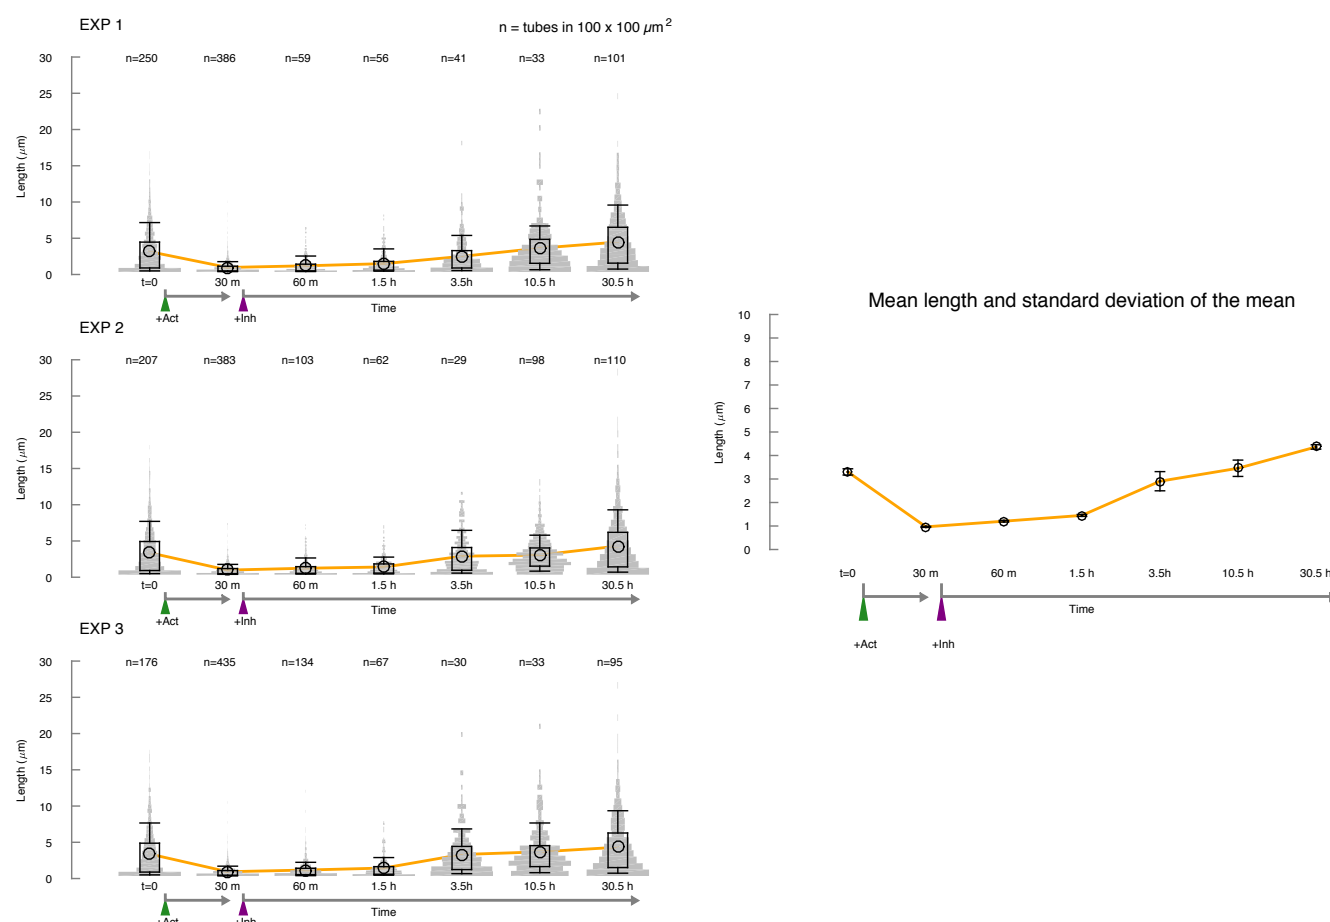 EXP 1
n = tubes in 100 x 100 μm²
30 n=250 n=386 n=59 n=56 n=41 n=33 n=101
25
20
15
10
5
0
Length (μm)
t=0 30 m 60 m 1.5 h 3.5h 10.5 h 30.5 h
+Act +Inh Time
EXP 2
30 n=207 n=383 n=103 n=62 n=29 n=98 n=110
25
20
15
10
5
0
Length (μm)
t=0 30 m 60 m 1.5 h 3.5h 10.5 h 30.5 h
+Act +Inh Time
EXP 3
30 n=176 n=435 n=134 n=67 n=30 n=33 n=95
25
20
15
10
5
0
Length (μm)
t=0 30 m 60 m 1.5 h 3.5h 10.5 h 30.5 h
+Act +Inh Time
Mean length and standard deviation of the mean
10
9
8
7
6
5
4
3
2
1
0
Length (μm)
t=0 30 m 60 m 1.5 h 3.5h 10.5 h 30.5 h
Time
+Act +Inh